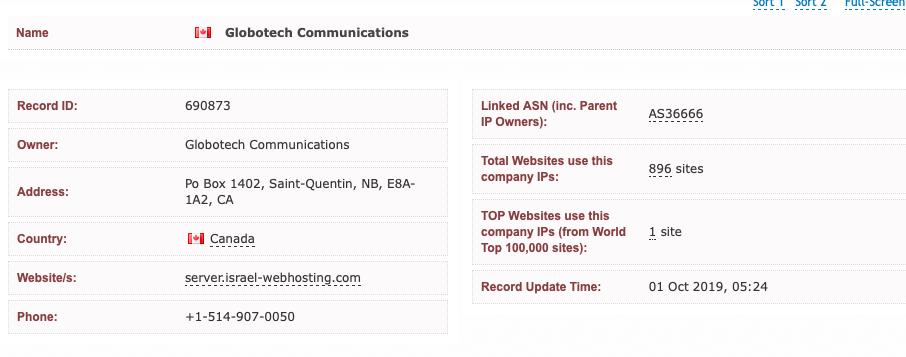 Sort 1 Sort 2 Full-Screen
Name Globotech Communications
Record ID: 690873
Owner: Globotech Communications
Address: Po Box 1402, Saint-Quentin, NB, E8A-
1A2, CA
Country: Canada
Website/s: server.israel-webhosting.com
Phone: +1-514-907-0050
Linked ASN (inc. Parent
IP Owners): AS36666
Total Websites use this
company IPs: 896 sites
TOP Websites use this
company IPs (from World
Top 100,000 sites): 1 site
Record Update Time: 01 Oct 2019, 05:24